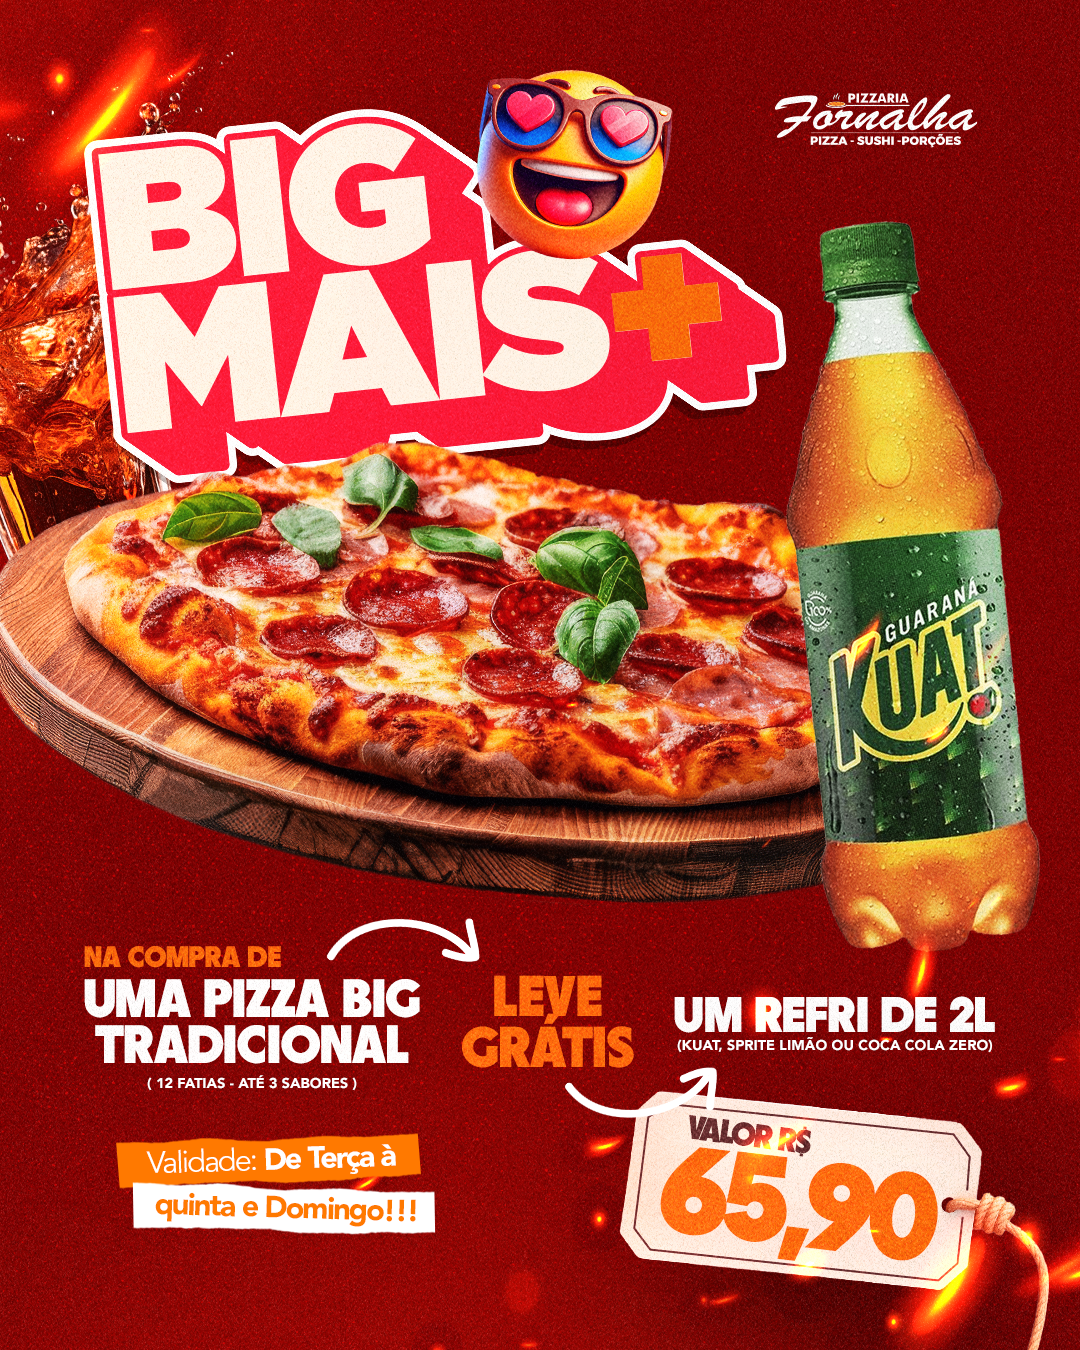 PIZZARIA
Fornalha
PIZZA - SUSHI -PORÇÕES
BIG
MAIS+
GUARANÁ
KUAT
NA COMPRA DE
UMA PIZZA BIG
TRADICIONAL
( 12 FATIAS - ATÉ 3 SABORES )
LEVE
GRÁTIS
UM REFRI DE 2L
(KUAT, SPRITE LIMÃO OU COCA COLA ZERO)
Validade: De Terça à
quinta e Domingo!!!
VALOR R$
65,90